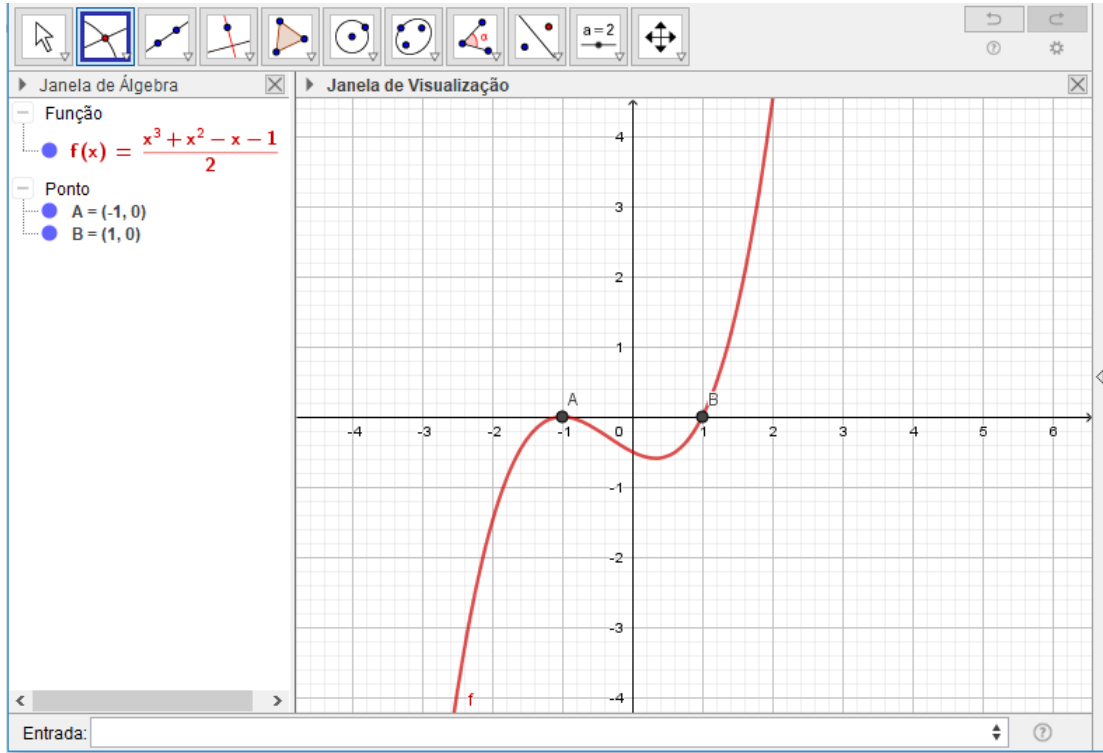 α
a=2
Janela de Álgebra
Janela de Visualização
Função
f(x) = (x³ + x² − x − 1) / 2
Ponto
A = (-1, 0)
B = (1, 0)
4
3
2
1
A
B
-4 -3 -2 -1 0 1 2 3 4 5 6
-1
-2
-3
-4
f
Entrada: